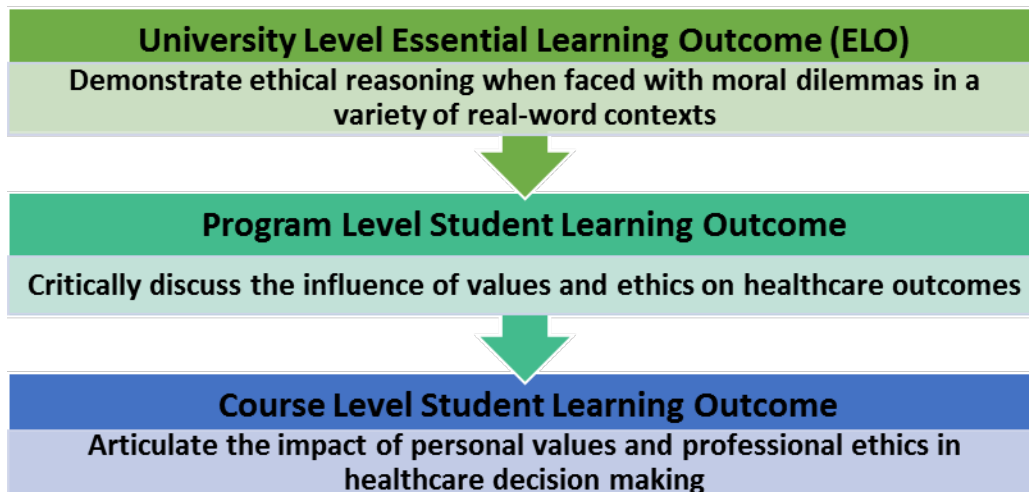 University Level Essential Learning Outcome (ELO)
Demonstrate ethical reasoning when faced with moral dilemmas in a
variety of real-word contexts
Program Level Student Learning Outcome
Critically discuss the influence of values and ethics on healthcare outcomes
Course Level Student Learning Outcome
Articulate the impact of personal values and professional ethics in
healthcare decision making